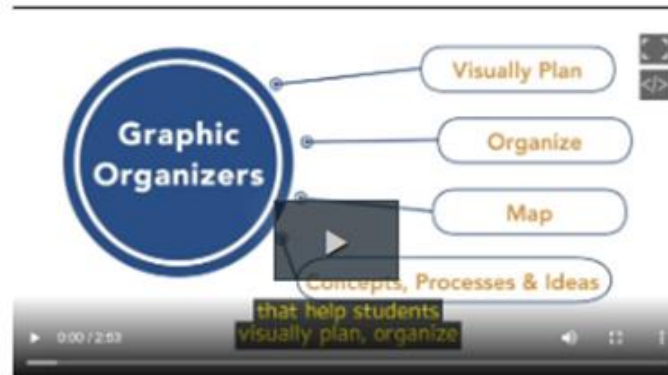 Graphic
Organizers
Visually Plan
Organize
Map
Concepts, Processes & Ideas
that help students
visually plan, organize
0:00 / 2:53